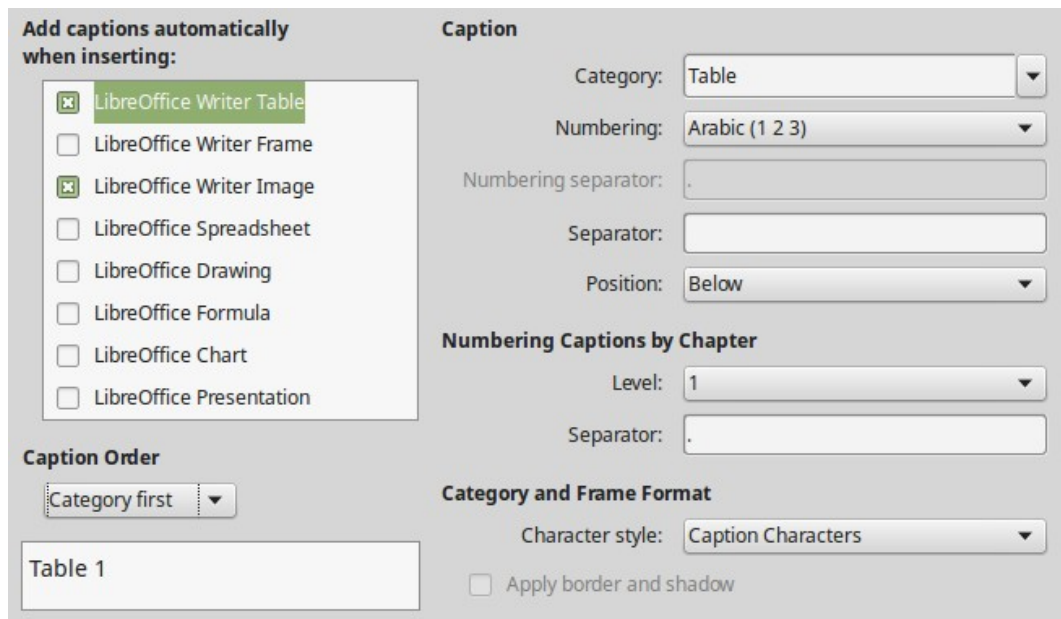 Add captions automatically
when inserting:
LibreOffice Writer Table
LibreOffice Writer Frame
LibreOffice Writer Image
LibreOffice Spreadsheet
LibreOffice Drawing
LibreOffice Formula
LibreOffice Chart
LibreOffice Presentation
Caption Order
Category first
Table 1
Caption
Category: Table
Numbering: Arabic (1 2 3)
Numbering separator: .
Separator:
Position: Below
Numbering Captions by Chapter
Level: 1
Separator: .
Category and Frame Format
Character style: Caption Characters
Apply border and shadow